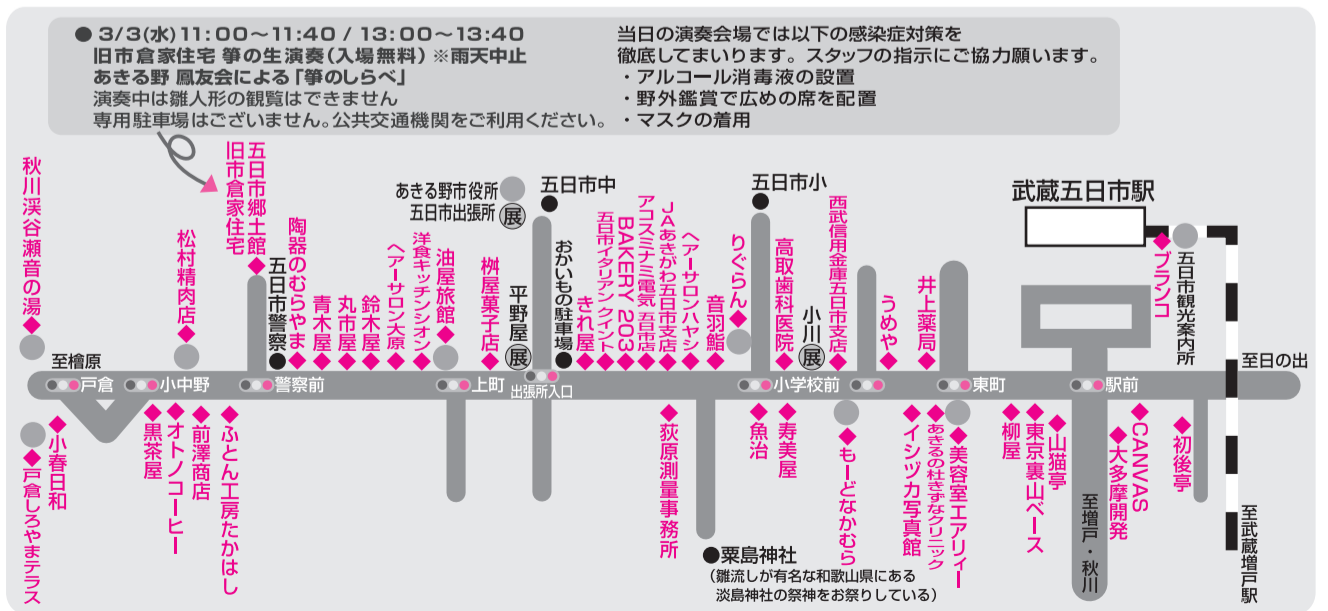 ● 3/3(水)11:00〜11:40 / 13:00〜13:40
旧市倉家住宅 箏の生演奏(入場無料) ※雨天中止
あきる野 鳳友会による「箏のしらべ」
演奏中は雛人形の観覧はできません
専用駐車場はございません。公共交通機関をご利用ください。
当日の演奏会場では以下の感染症対策を
徹底してまいります。スタッフの指示にご協力願います。
・アルコール消毒液の設置
・野外鑑賞で広めの席を配置
・マスクの着用
秋川渓谷瀬音の湯
松村精肉店
旧市倉家住宅
五日市郷土館
五日市警察
陶器のむらやま
青木屋
丸市屋
鈴木屋
ヘアーサロン大原
洋食キッチンシオン
油屋旅館
あきる野市役所
五日市出張所
展
桝屋菓子店
平野屋
展
五日市中
おかいもの駐車場
きれ屋
五日市イタリアンクイント
BAKERY 203
アコスミナミ電気 五日市店
JAあきがわ五日市支店
ヘアーサロンハヤシ
音羽鮨
りぐらん
五日市小
高取歯科医院
小川
展
西武信用金庫五日市支店
うめや
井上薬局
武蔵五日市駅
ブランコ
五日市観光案内所
至日の出
至檜原
戸倉
小中野
警察前
上町
出張所入口
小学校前
東町
駅前
戸倉しろやまテラス
小春日和
黒茶屋
オトノコーヒー
前澤商店
ふとん工房たかはし
荻原測量事務所
●粟島神社
(雛流しが有名な和歌山県にある
淡島神社の祭神をお祭りしている)
魚治
寿美屋
もーどなかむら
イシヅカ写真館
あきるの杜きずなクリニック
美容室エアリィー
柳屋
東京裏山ベース
山猫亭
至増戸・秋川
大多摩開発
CANVAS
初後亭
至武蔵増戸駅